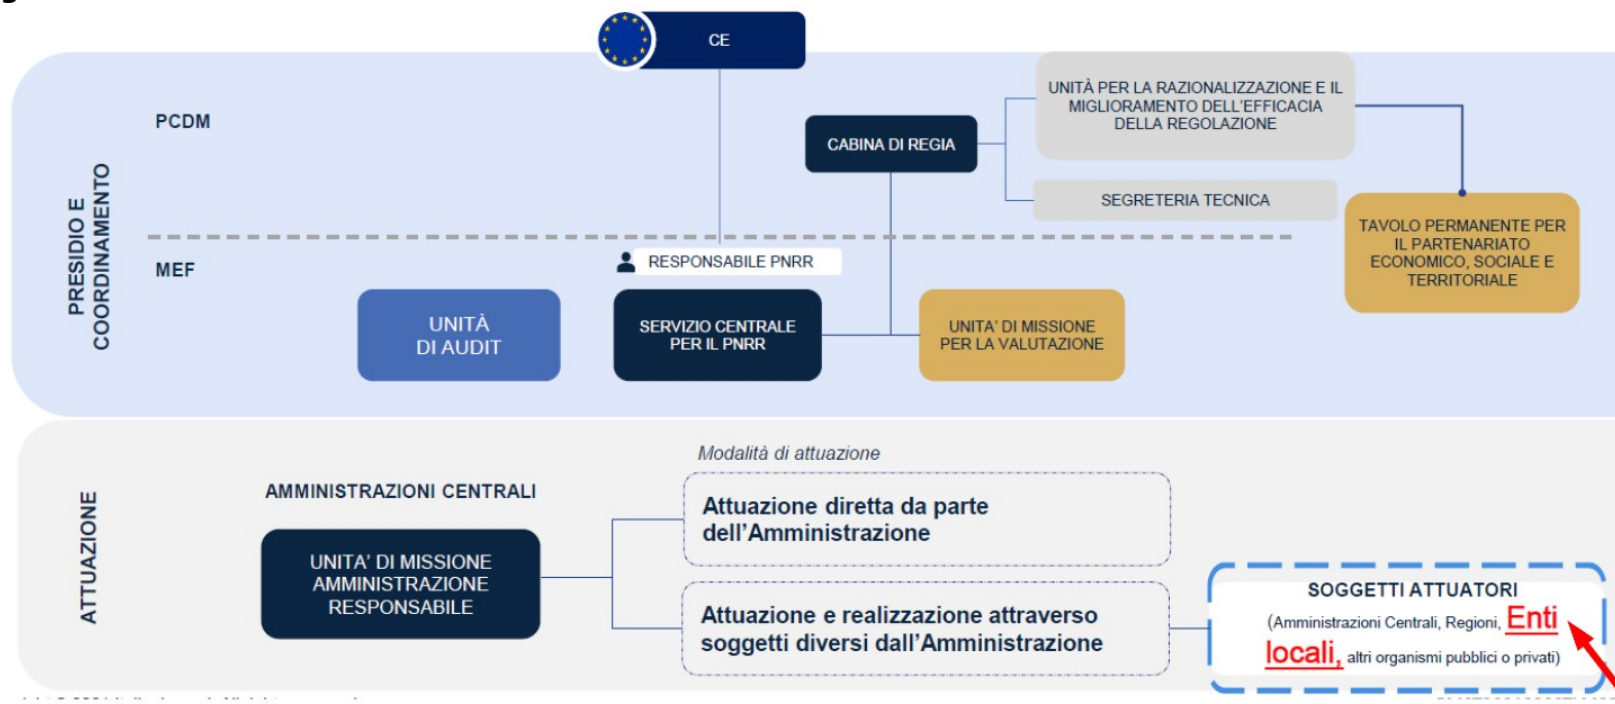 CE
PCDM
UNITÀ PER LA RAZIONALIZZAZIONE E IL
MIGLIORAMENTO DELL'EFFICACIA
DELLA REGOLAZIONE
CABINA DI REGIA
SEGRETERIA TECNICA
PRESIDIO E
COORDINAMENTO
TAVOLO PERMANENTE PER
IL PARTENARIATO
ECONOMICO, SOCIALE E
TERRITORIALE
MEF
RESPONSABILE PNRR
UNITÀ
DI AUDIT
SERVIZIO CENTRALE
PER IL PNRR
UNITA' DI MISSIONE
PER LA VALUTAZIONE
Modalità di attuazione
ATTUAZIONE
AMMINISTRAZIONI CENTRALI
UNITA' DI MISSIONE
AMMINISTRAZIONE
RESPONSABILE
Attuazione diretta da parte
dell'Amministrazione
Attuazione e realizzazione attraverso
soggetti diversi dall'Amministrazione
SOGGETTI ATTUATORI
(Amministrazioni Centrali, Regioni, Enti
locali, altri organismi pubblici o privati)